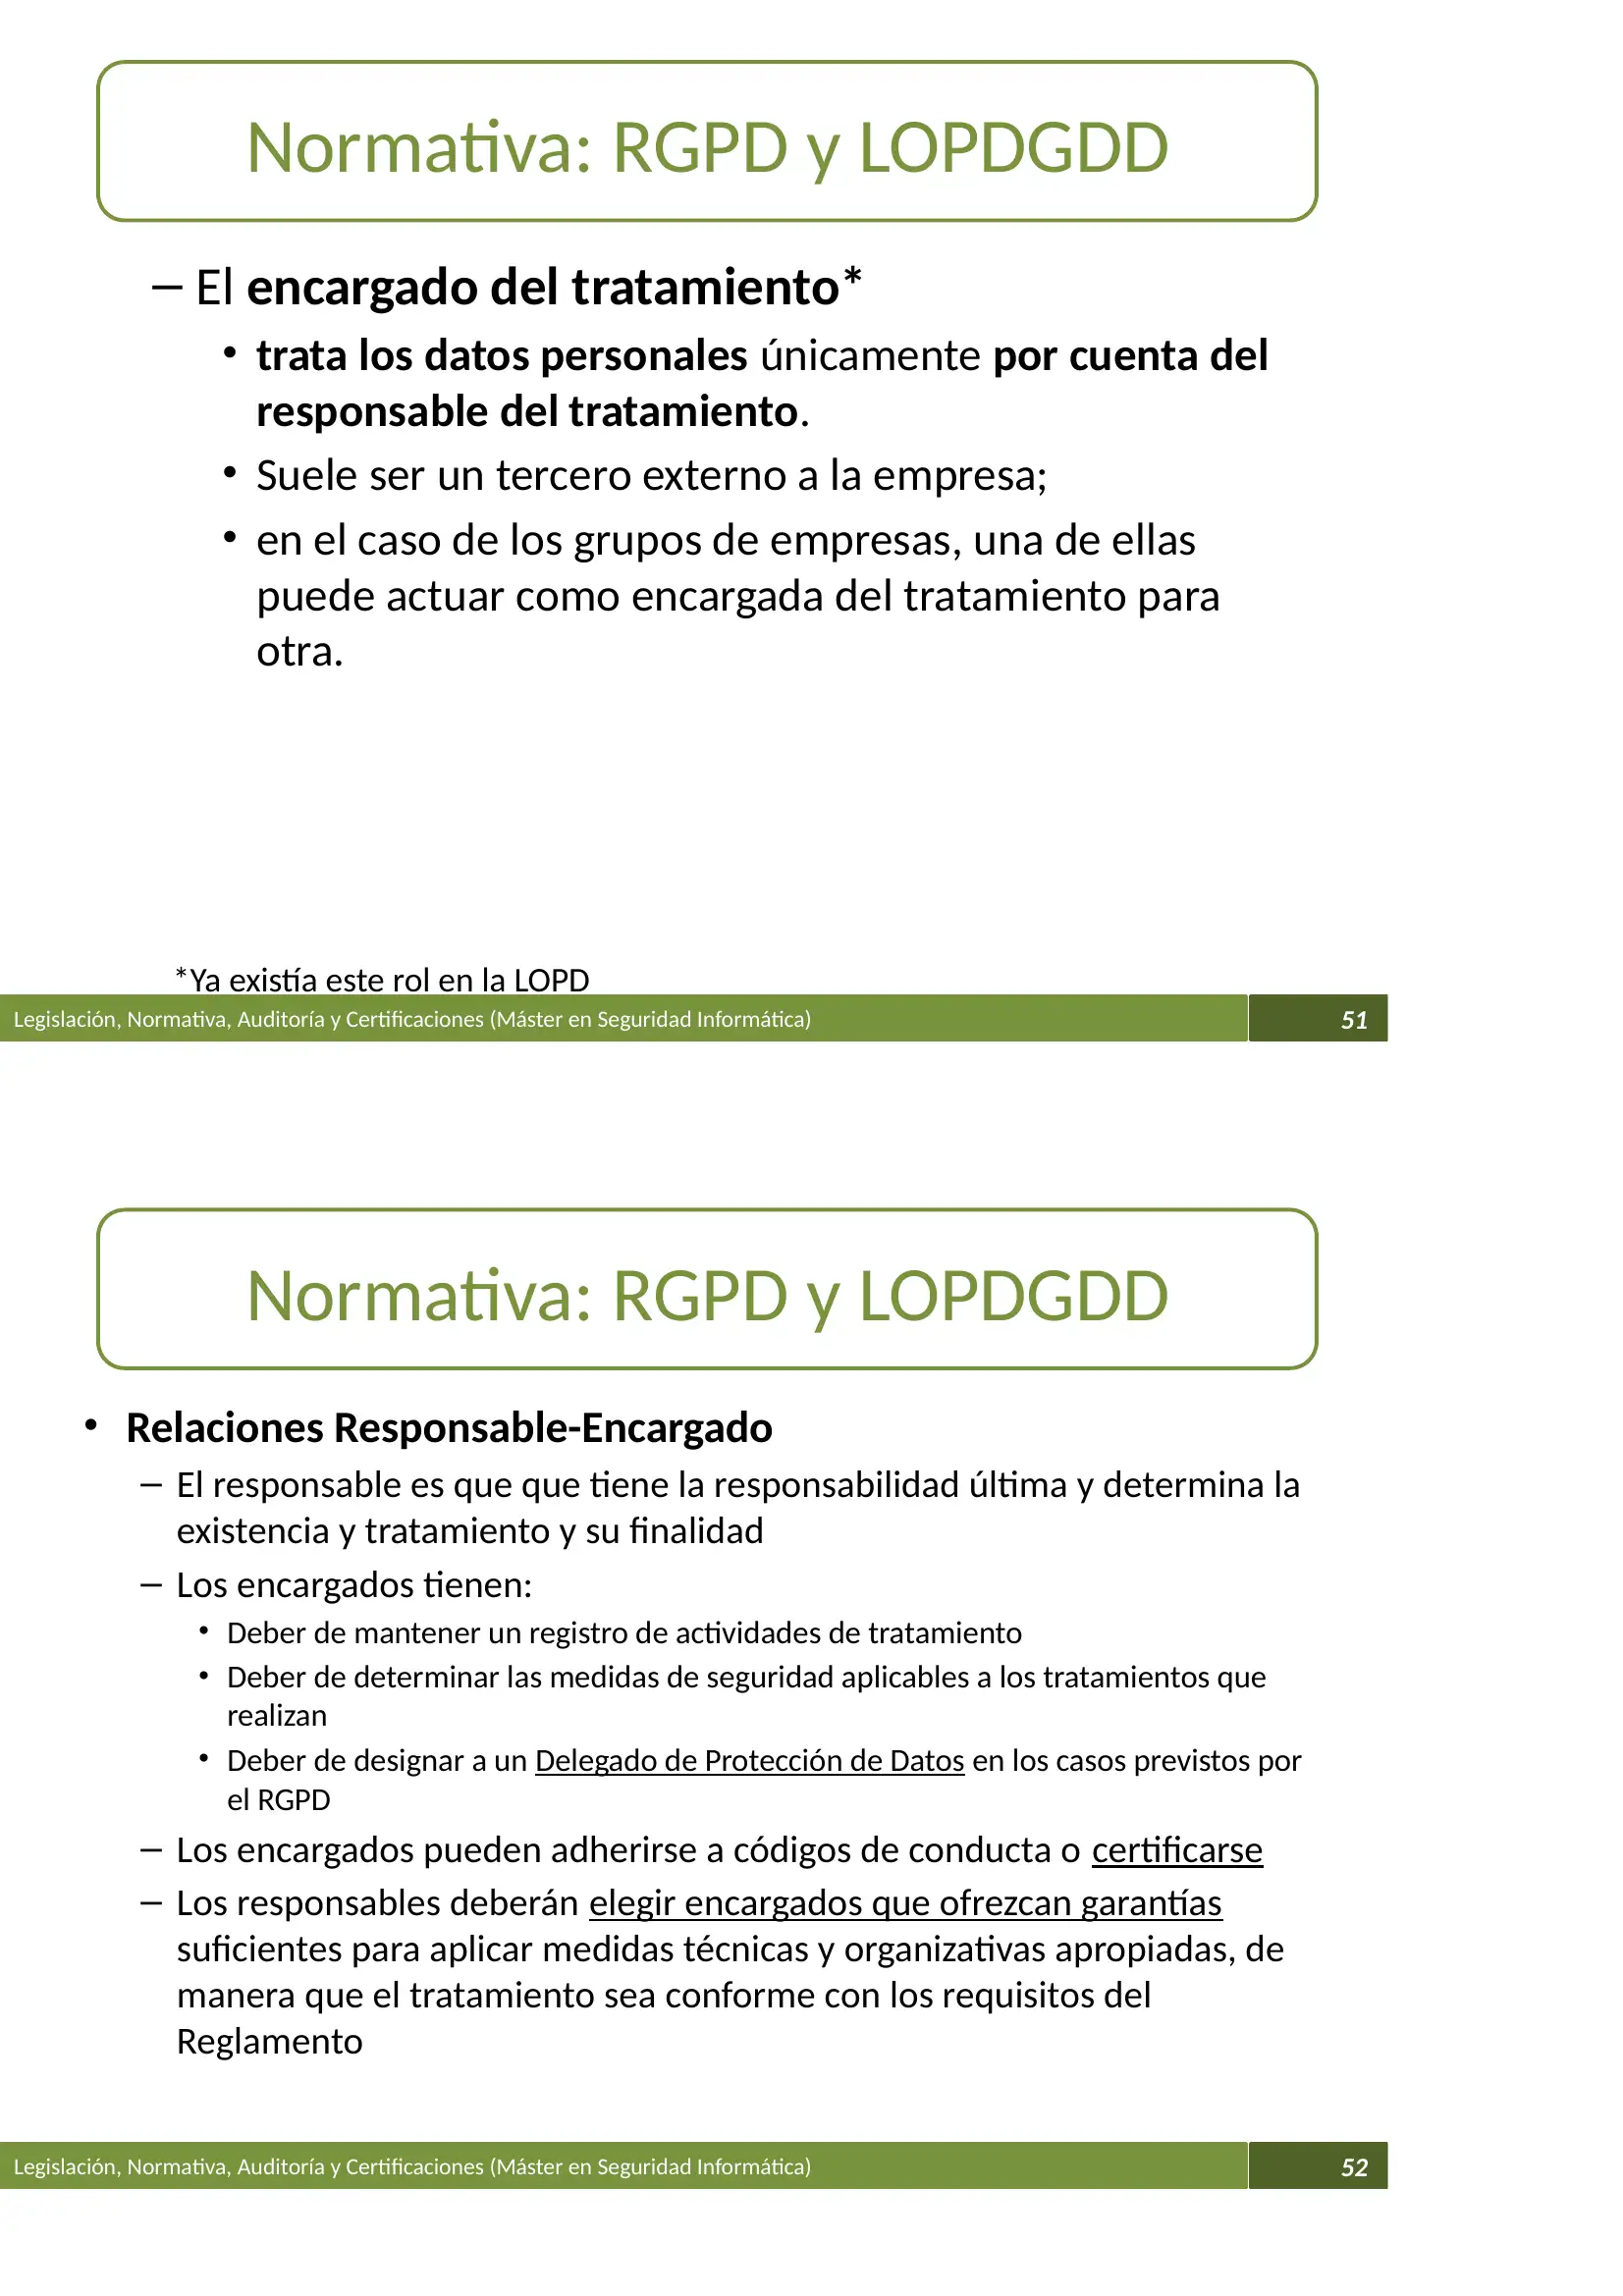 Normativa: RGPD y LOPDGDD
– El encargado del tratamiento*
• trata los datos personales únicamente por cuenta del
responsable del tratamiento.
• Suele ser un tercero externo a la empresa;
• en el caso de los grupos de empresas, una de ellas
puede actuar como encargada del tratamiento para
otra.
*Ya existía este rol en la LOPD
Legislación, Normativa, Auditoría y Certificaciones (Máster en Seguridad Informática)
51
Normativa: RGPD y LOPDGDD
• Relaciones Responsable-Encargado
– El responsable es que que tiene la responsabilidad última y determina la
existencia y tratamiento y su finalidad
– Los encargados tienen:
• Deber de mantener un registro de actividades de tratamiento
• Deber de determinar las medidas de seguridad aplicables a los tratamientos que
realizan
• Deber de designar a un Delegado de Protección de Datos en los casos previstos por
el RGPD
– Los encargados pueden adherirse a códigos de conducta o certificarse
– Los responsables deberán elegir encargados que ofrezcan garantías
suficientes para aplicar medidas técnicas y organizativas apropiadas, de
manera que el tratamiento sea conforme con los requisitos del
Reglamento
Legislación, Normativa, Auditoría y Certificaciones (Máster en Seguridad Informática)
52